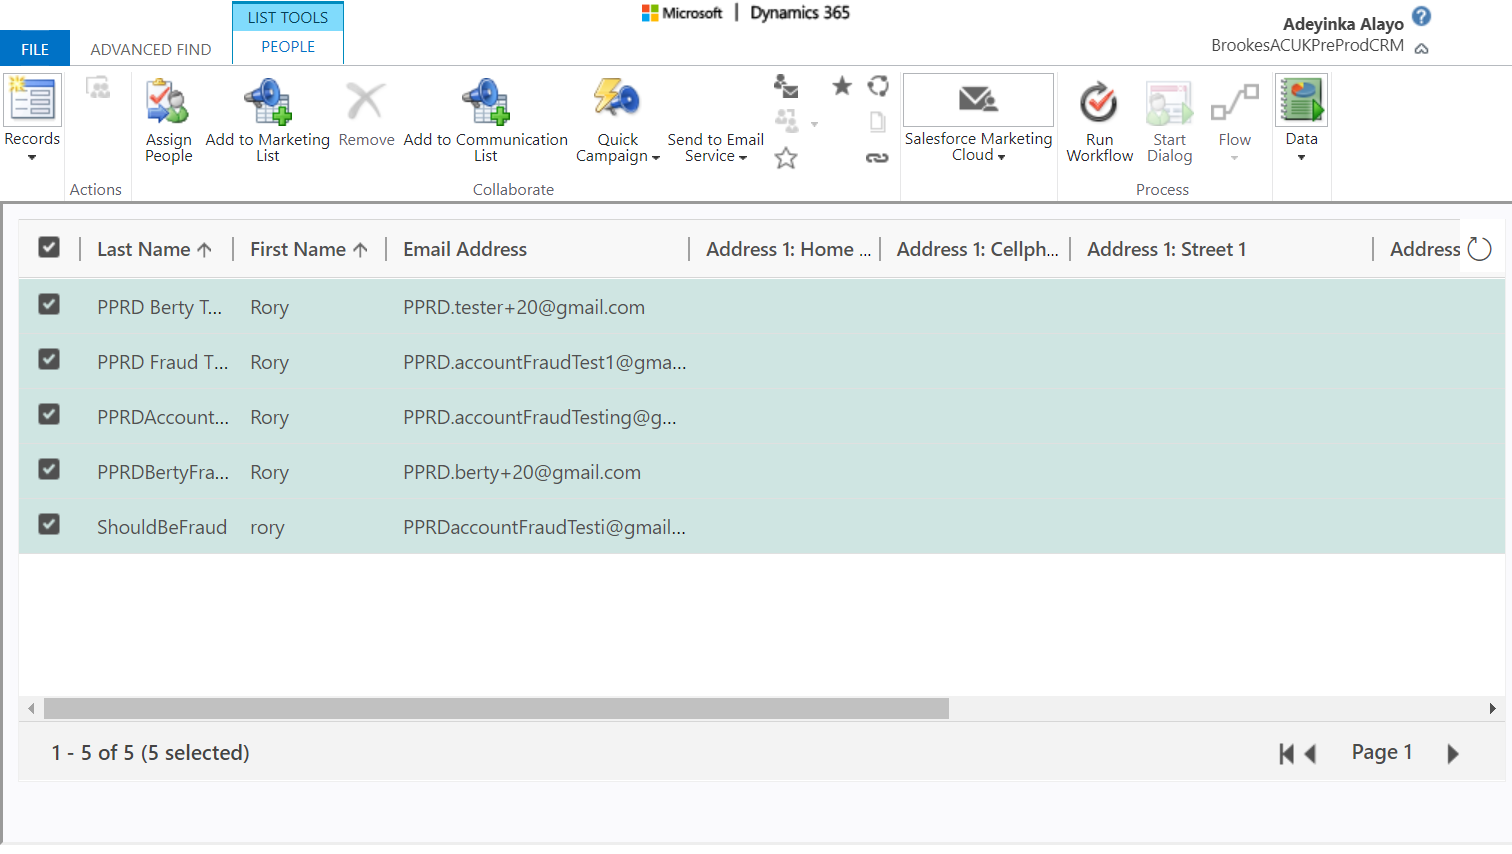 LIST TOOLS
Microsoft | Dynamics 365
Adeyinka Alayo
FILE
ADVANCED FIND
PEOPLE
BrookesACUKPreProdCRM
Records
Assign
People
Add to Marketing
List
Remove
Add to Communication
List
Quick
Campaign
Send to Email
Service
Salesforce Marketing
Cloud
Run
Workflow
Start
Dialog
Flow
Data
Actions
Collaborate
Process
Last Name
First Name
Email Address
Address 1: Home ...
Address 1: Cellph...
Address 1: Street 1
Address
PPRD Berty T...
Rory
PPRD.tester+20@gmail.com
PPRD Fraud T...
Rory
PPRD.accountFraudTest1@gma...
PPRDAccount...
Rory
PPRD.accountFraudTesting@g...
PPRDBertyFra...
Rory
PPRD.berty+20@gmail.com
ShouldBeFraud
rory
PPRDaccountFraudTesti@gmail...
1 - 5 of 5 (5 selected)
Page 1